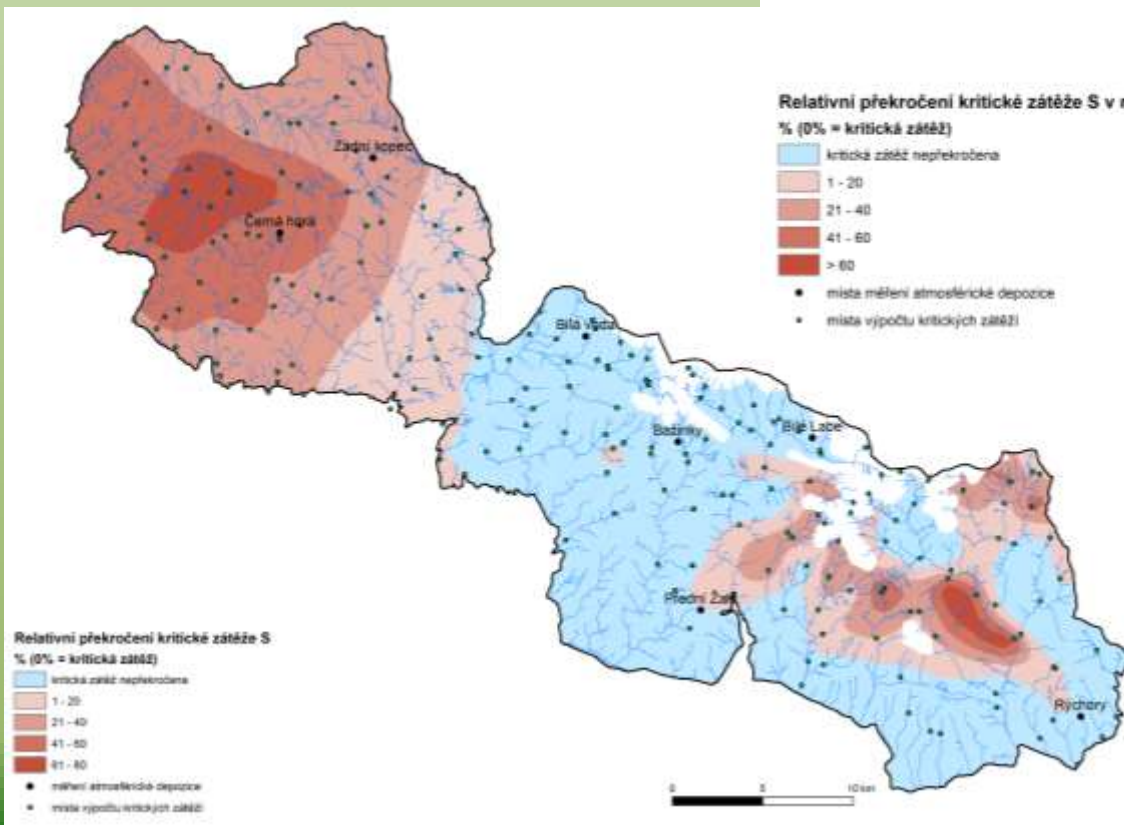 Relativní překročení kritické zátěže S v
% (0% = kritická zátěž)
kritická zátěž nepřekročena
1 - 20
21 - 40
41 - 60
> 60
místa měření atmosférické depozice
místa výpočtu kritických zátěží
Zadní kopec
Černá hora
Bílá voda
Bažinky
Bílé Labe
Přední Žalý
Rýchory
Relativní překročení kritické zátěže S
% (0% = kritická zátěž)
kritická zátěž nepřekročena
1 - 20
21 - 40
41 - 60
61 - 80
měření atmosférické depozice
místa výpočtu kritických zátěží
0 5 10 km